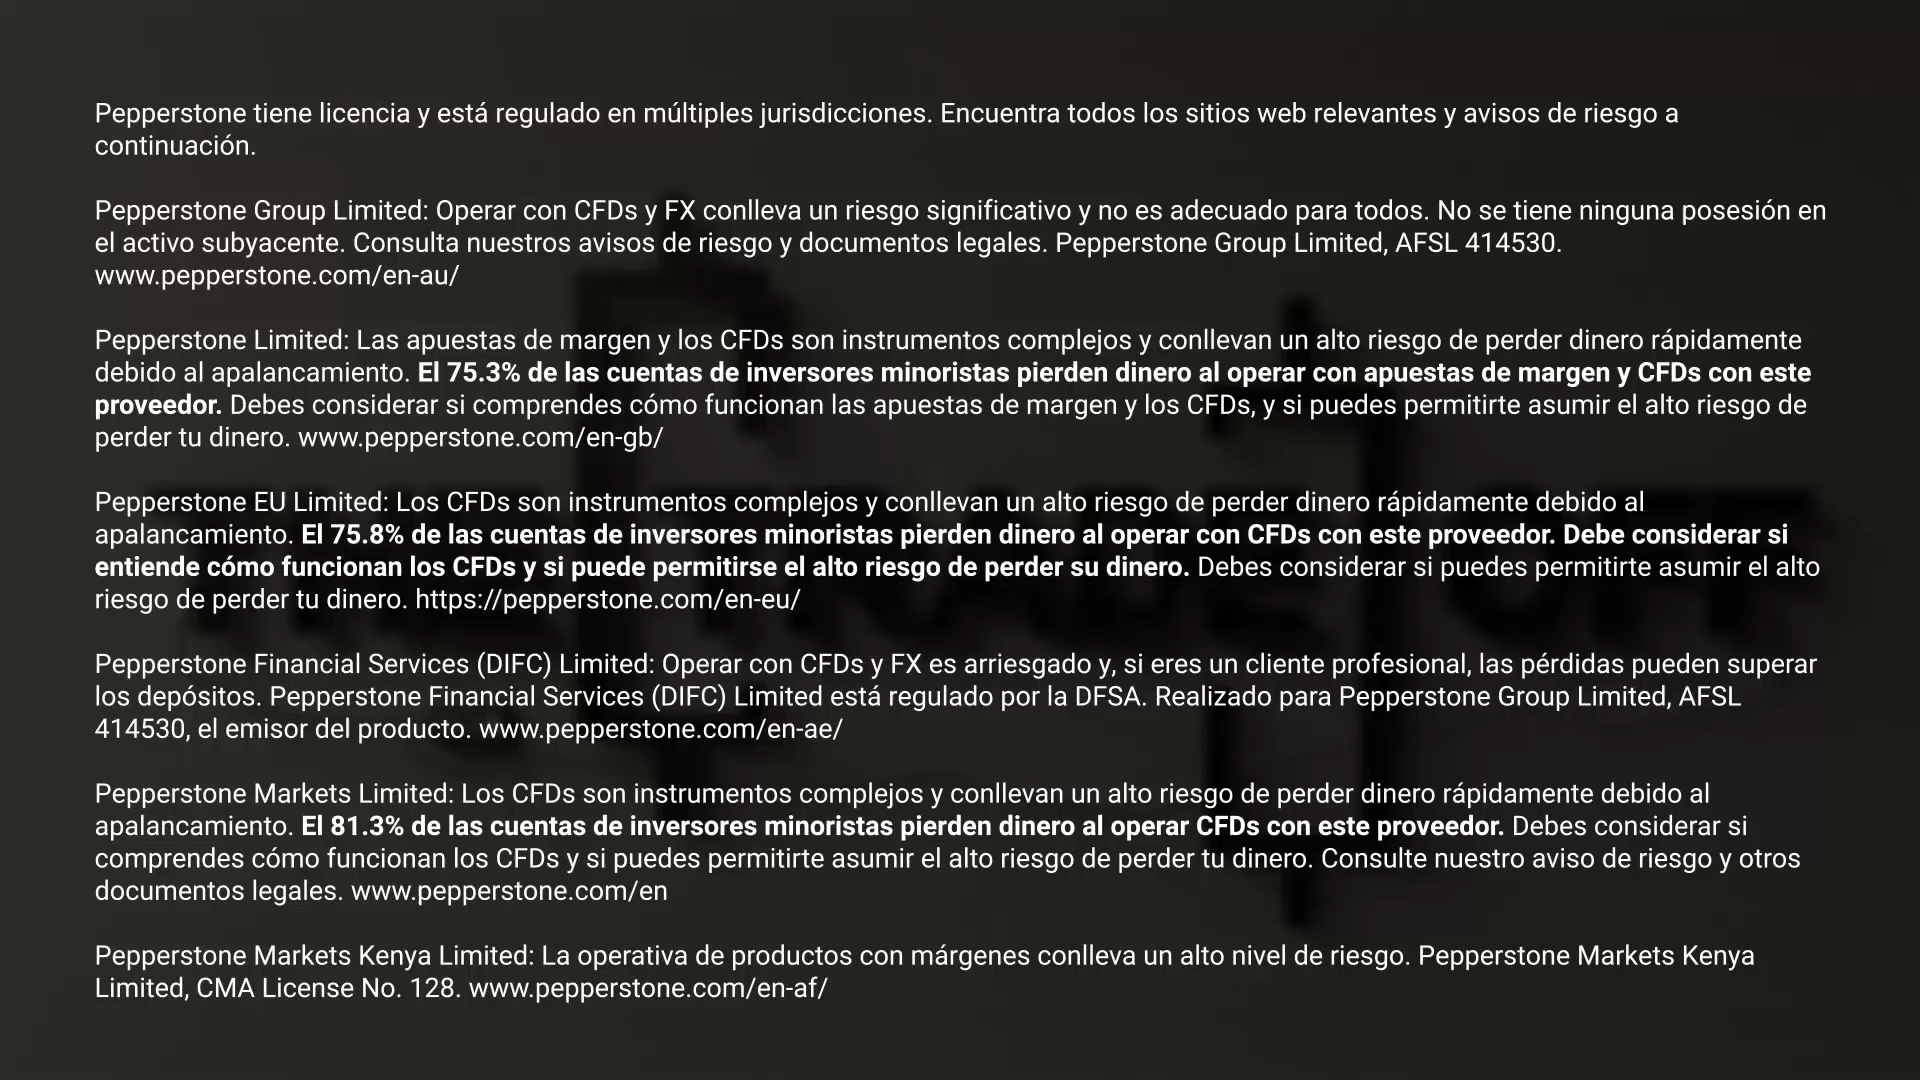 Pepperstone tiene licencia y está regulado en múltiples jurisdicciones. Encuentra todos los sitios web relevantes y avisos de riesgo a
continuación.
Pepperstone Group Limited: Operar con CFDs y FX conlleva un riesgo significativo y no es adecuado para todos. No se tiene ninguna posesión en
el activo subyacente. Consulta nuestros avisos de riesgo y documentos legales. Pepperstone Group Limited, AFSL 414530.
www.pepperstone.com/en-au/
Pepperstone Limited: Las apuestas de margen y los CFDs son instrumentos complejos y conllevan un alto riesgo de perder dinero rápidamente
debido al apalancamiento. El 75.3% de las cuentas de inversores minoristas pierden dinero al operar con apuestas de margen y CFDs con este
proveedor. Debes considerar si comprendes cómo funcionan las apuestas de margen y los CFDs, y si puedes permitirte asumir el alto riesgo de
perder tu dinero. www.pepperstone.com/en-gb/
Pepperstone EU Limited: Los CFDs son instrumentos complejos y conllevan un alto riesgo de perder dinero rápidamente debido al
apalancamiento. El 75.8% de las cuentas de inversores minoristas pierden dinero al operar con CFDs con este proveedor. Debe considerar si
entiende cómo funcionan los CFDs y si puede permitirse el alto riesgo de perder su dinero. Debes considerar si puedes permitirte asumir el alto
riesgo de perder tu dinero. https://pepperstone.com/en-eu/
Pepperstone Financial Services (DIFC) Limited: Operar con CFDs y FX es arriesgado y, si eres un cliente profesional, las pérdidas pueden superar
los depósitos. Pepperstone Financial Services (DIFC) Limited está regulado por la DFSA. Realizado para Pepperstone Group Limited, AFSL
414530, el emisor del producto. www.pepperstone.com/en-ae/
Pepperstone Markets Limited: Los CFDs son instrumentos complejos y conllevan un alto riesgo de perder dinero rápidamente debido al
apalancamiento. El 81.3% de las cuentas de inversores minoristas pierden dinero al operar CFDs con este proveedor. Debes considerar si
comprendes cómo funcionan los CFDs y si puedes permitirte asumir el alto riesgo de perder tu dinero. Consulte nuestro aviso de riesgo y otros
documentos legales. www.pepperstone.com/en
Pepperstone Markets Kenya Limited: La operativa de productos con márgenes conlleva un alto nivel de riesgo. Pepperstone Markets Kenya
Limited, CMA License No. 128. www.pepperstone.com/en-af/